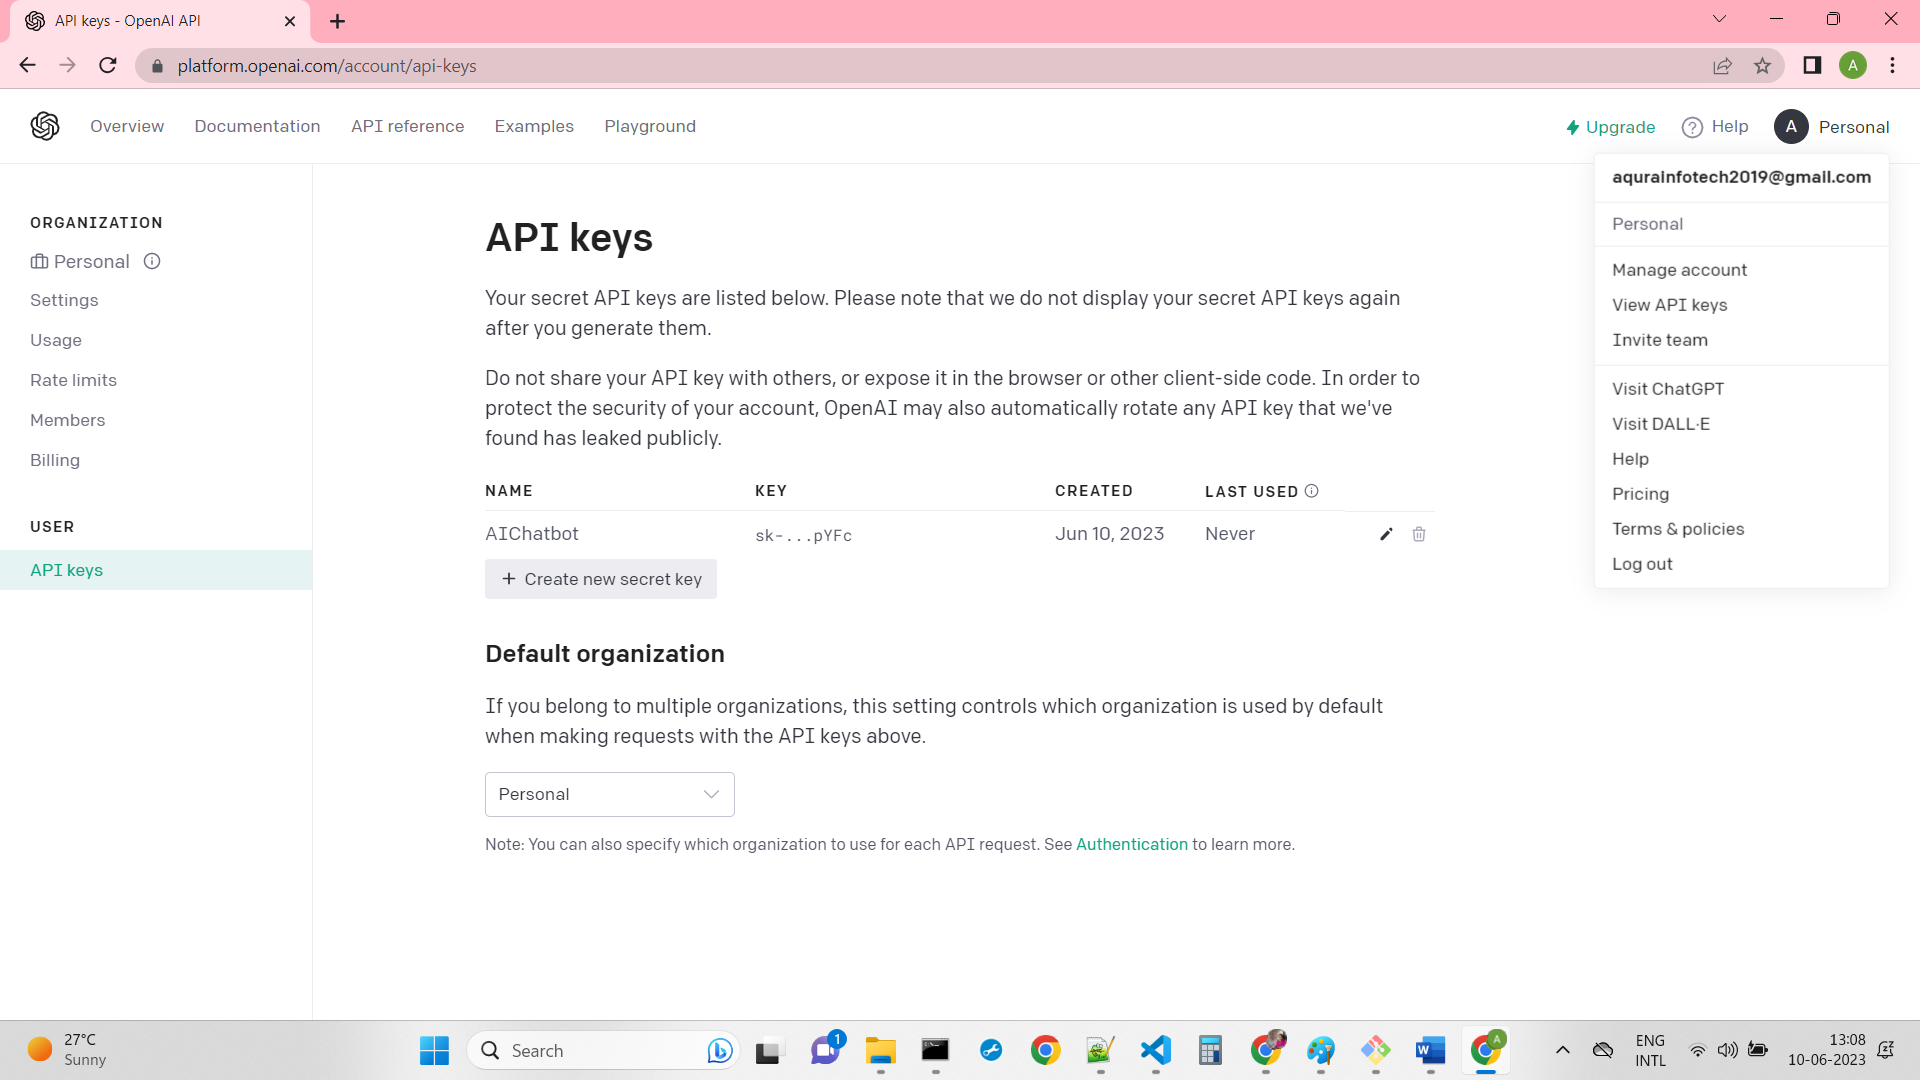 API keys - OpenAI API
platform.openai.com/account/api-keys
A
Overview
Documentation
API reference
Examples
Playground
Upgrade
Help
A
Personal
aqurainfotech2019@gmail.com
Personal
Manage account
View API keys
Invite team
Visit ChatGPT
Visit DALL·E
Help
Pricing
Terms & policies
Log out
ORGANIZATION
Personal
Settings
Usage
Rate limits
Members
Billing
USER
API keys
API keys
Your secret API keys are listed below. Please note that we do not display your secret API keys again
after you generate them.
Do not share your API key with others, or expose it in the browser or other client-side code. In order to
protect the security of your account, OpenAI may also automatically rotate any API key that we've
found has leaked publicly.
NAME KEY CREATED LAST USED
AIChatbot sk-...pYFc Jun 10, 2023 Never
+ Create new secret key
Default organization
If you belong to multiple organizations, this setting controls which organization is used by default
when making requests with the API keys above.
Personal
Note: You can also specify which organization to use for each API request. See Authentication to learn more.
27°C
Sunny
Search
1
W
A
ENG
INTL
13:08
10-06-2023